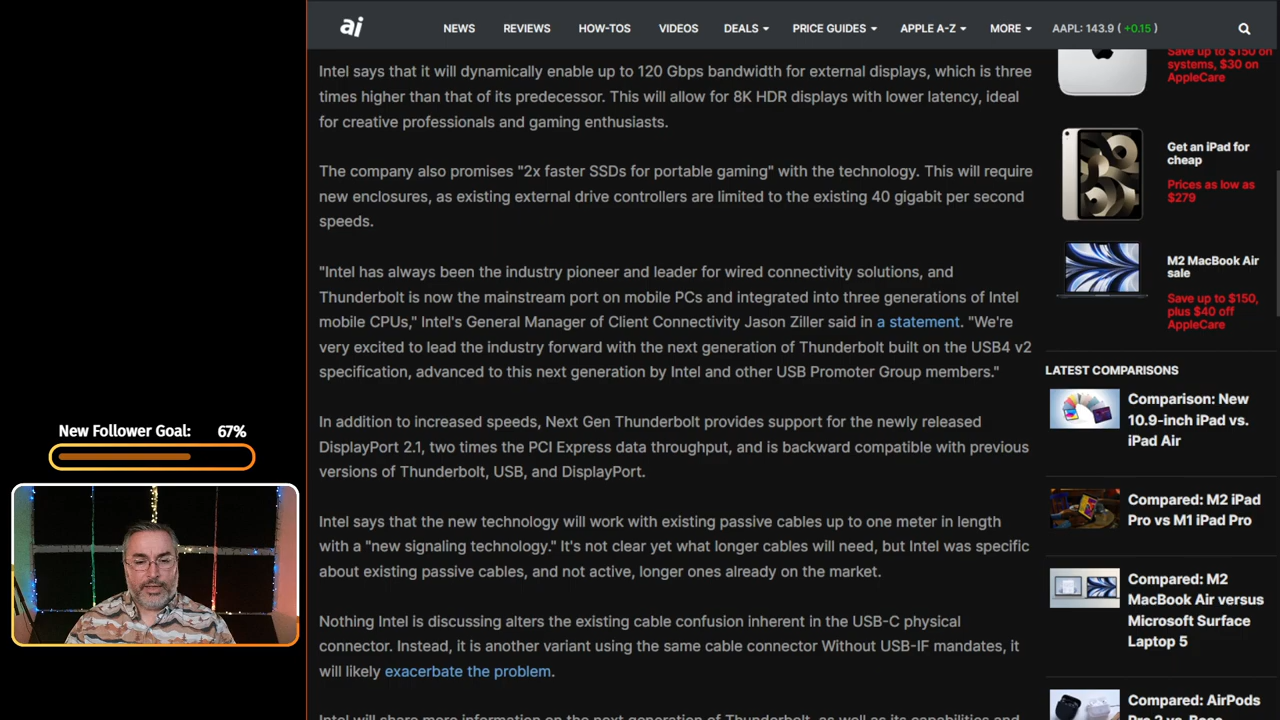 ai
NEWS
REVIEWS
HOW-TOS
VIDEOS
DEALS
PRICE GUIDES
APPLE A-Z
MORE
AAPL: 143.9 ( +0.15 )
Intel says that it will dynamically enable up to 120 Gbps bandwidth for external displays, which is three
times higher than that of its predecessor. This will allow for 8K HDR displays with lower latency, ideal
for creative professionals and gaming enthusiasts.
The company also promises "2x faster SSDs for portable gaming" with the technology. This will require
new enclosures, as existing external drive controllers are limited to the existing 40 gigabit per second
speeds.
"Intel has always been the industry pioneer and leader for wired connectivity solutions, and
Thunderbolt is now the mainstream port on mobile PCs and integrated into three generations of Intel
mobile CPUs," Intel's General Manager of Client Connectivity Jason Ziller said in a statement. "We're
very excited to lead the industry forward with the next generation of Thunderbolt built on the USB4 v2
specification, advanced to this next generation by Intel and other USB Promoter Group members."
In addition to increased speeds, Next Gen Thunderbolt provides support for the newly released
DisplayPort 2.1, two times the PCI Express data throughput, and is backward compatible with previous
versions of Thunderbolt, USB, and DisplayPort.
Intel says that the new technology will work with existing passive cables up to one meter in length
with a "new signaling technology." It's not clear yet what longer cables will need, but Intel was specific
about existing passive cables, and not active, longer ones already on the market.
Nothing Intel is discussing alters the existing cable confusion inherent in the USB-C physical
connector. Instead, it is another variant using the same cable connector Without USB-IF mandates, it
will likely exacerbate the problem.
Intel will share more information on the next generation of Thunderbolt, as well as its capabilities and
Save up to $150 on
systems, $30 on
AppleCare
Get an iPad for
cheap
Prices as low as
$279
M2 MacBook Air
sale
Save up to $150,
plus $40 off
AppleCare
LATEST COMPARISONS
Comparison: New
10.9-inch iPad vs.
iPad Air
Compared: M2 iPad
Pro vs M1 iPad Pro
Compared: M2
MacBook Air versus
Microsoft Surface
Laptop 5
Compared: AirPods
New Follower Goal: 67%